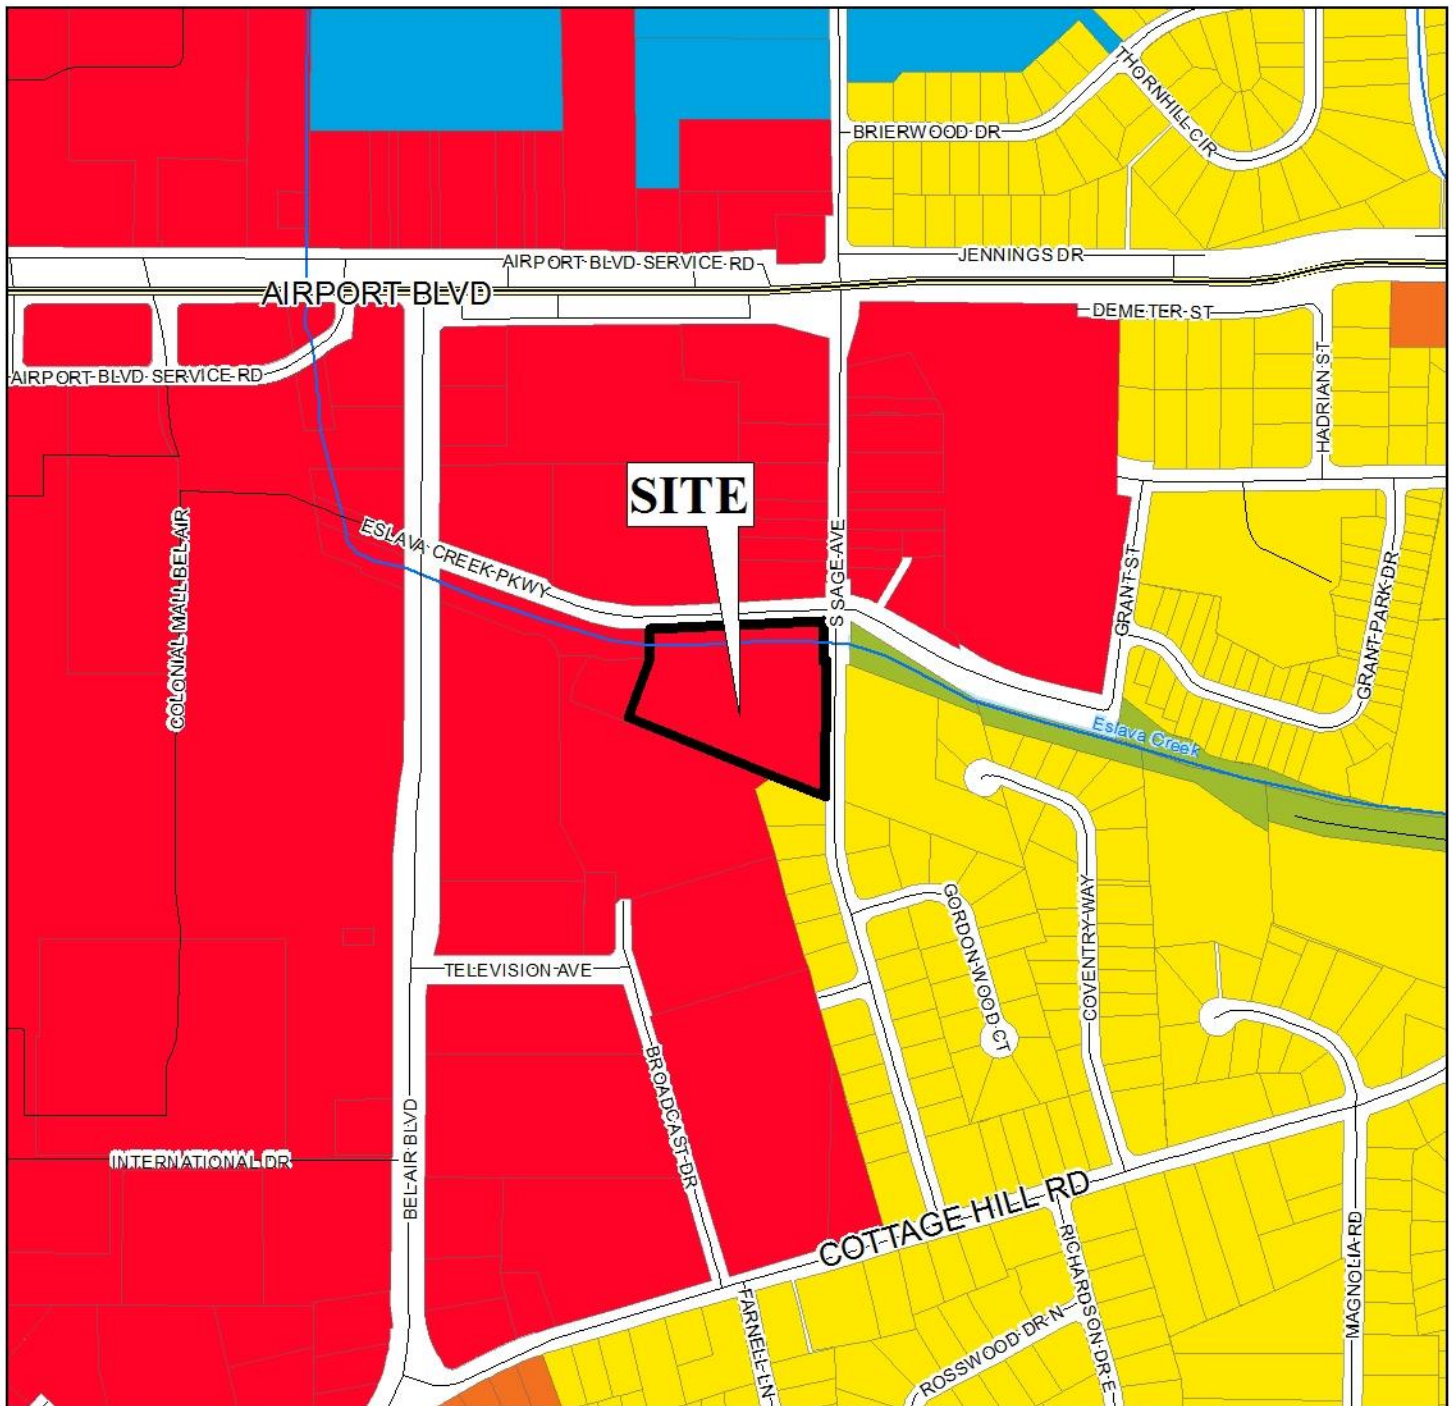 THORNHILL CIR
BRIERWOOD DR
JENNINGS DR
AIRPORT BLVD SERVICE RD
AIRPORT BLVD
DEMETER ST
AIRPORT BLVD SERVICE RD
HADRIAN ST
SITE
COLONIAL MALL BEL AIR
ESLAVA CREEK PKWY
S SAGE AVE
GRANT ST
GRANT PARK DR
Eslava Creek
GORDON WOOD CT
COVENTRY WAY
TELEVISION AVE
BROADCAST DR
INTERNATIONAL DR
BEL AIR BLVD
COTTAGE HILL RD
RICHARDSON DR E
MAGNOLIA RD
FARNELL LN
ROSSWOOD DR N